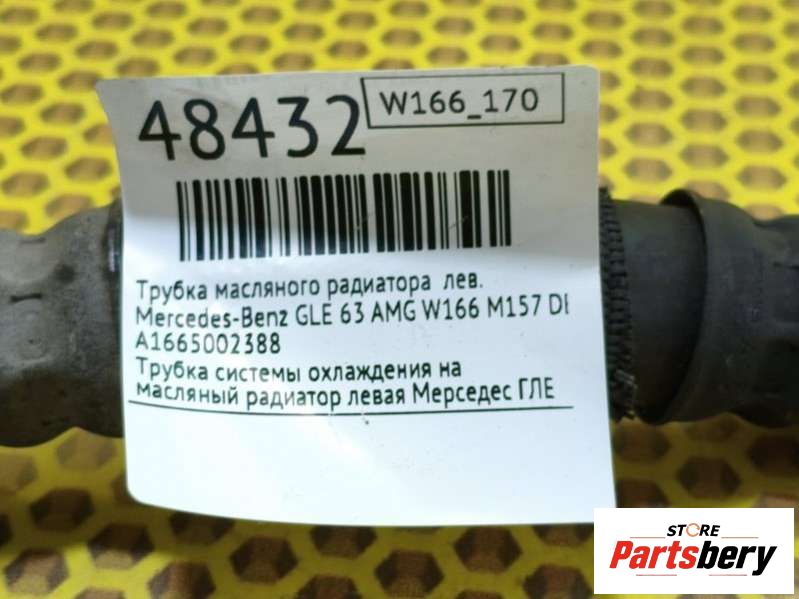 48432
W166_170
Трубка масляного радиатора лев.
Mercedes-Benz GLE 63 AMG W166 M157 DE
A1665002388
Трубка системы охлаждения на
масляный радиатор левая Мерседес ГЛЕ
STORE
Partsbery